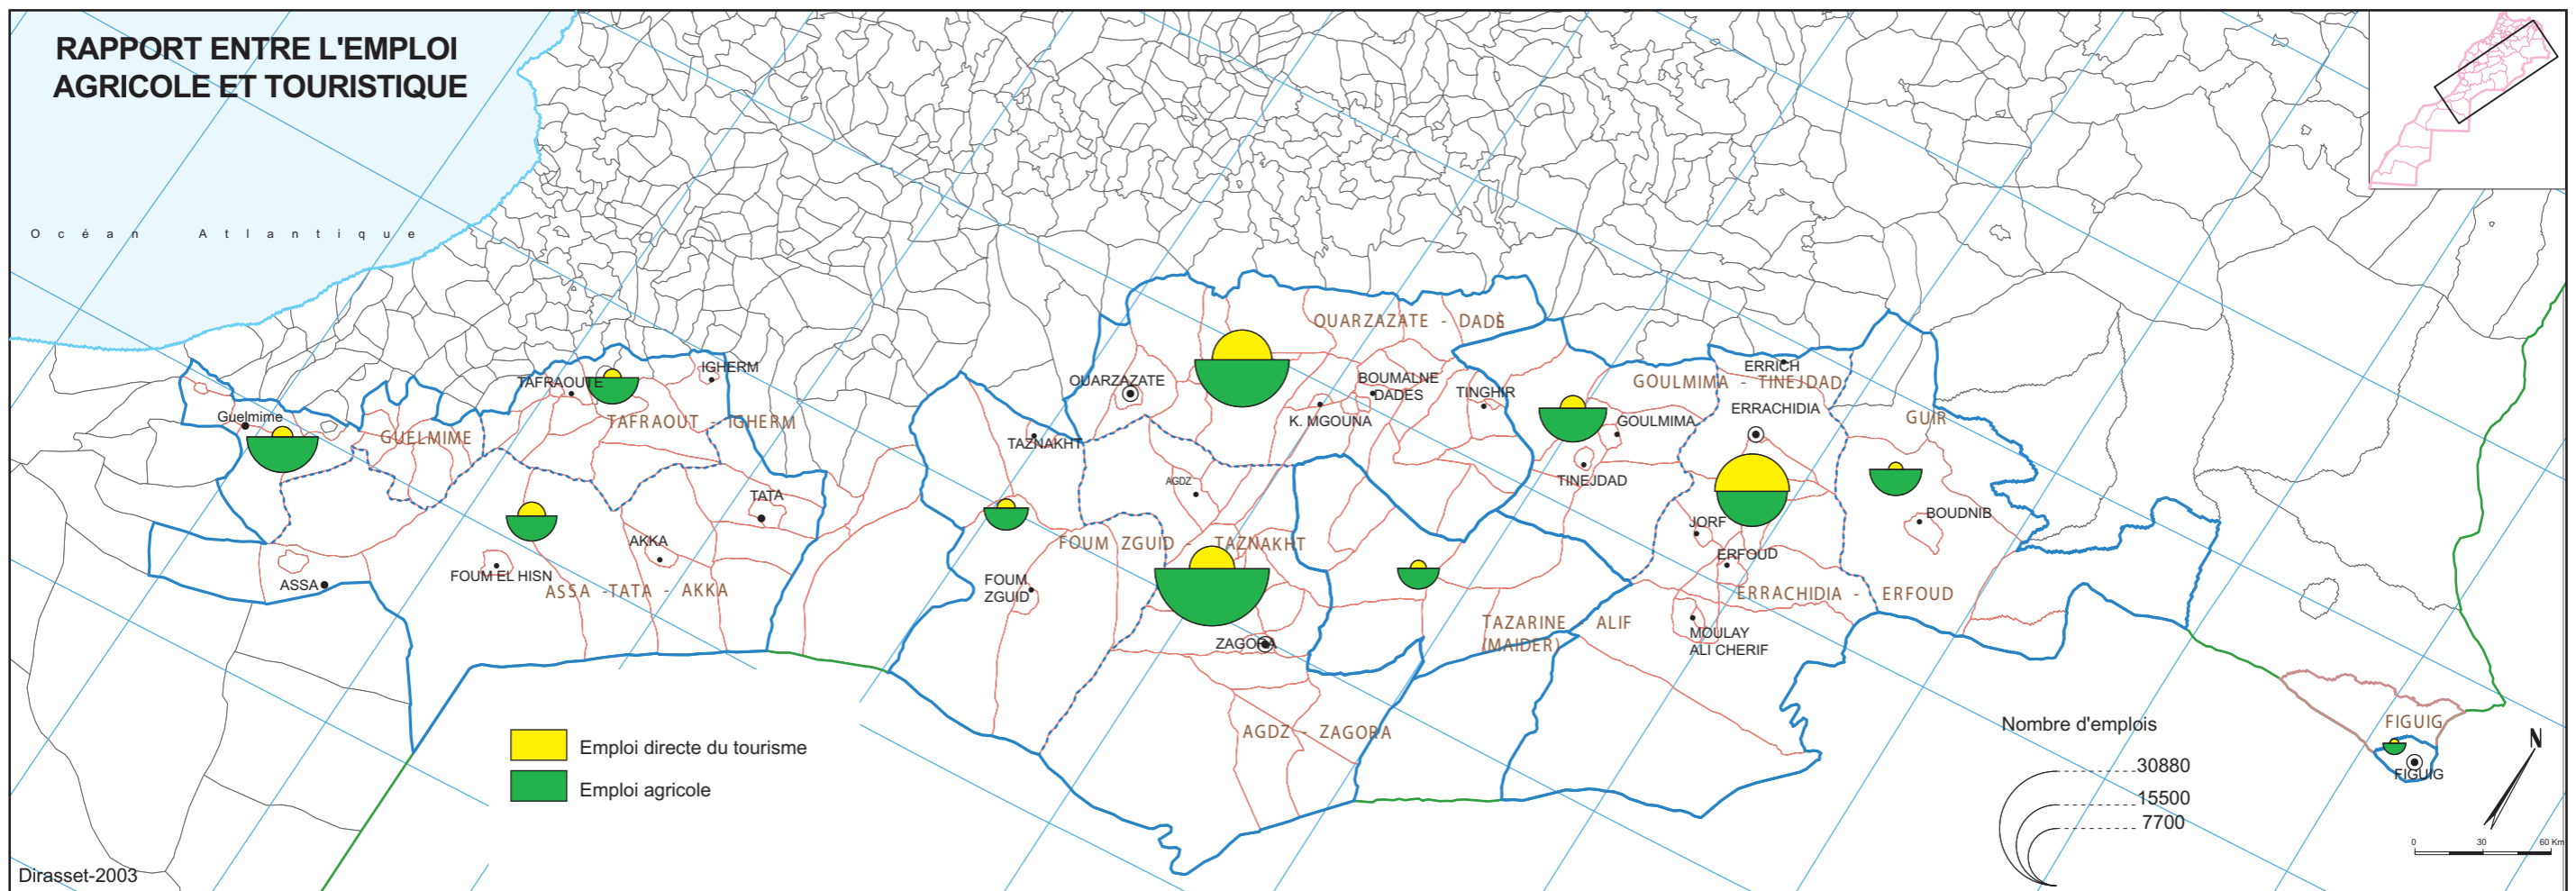 RAPPORT ENTRE L'EMPLOI
AGRICOLE ET TOURISTIQUE
Océan Atlantique
OUARZAZATE - DADÈ
IGHERM
TAFRAOUTE
ERRICH
OUARZAZATE
BOUMALNE
DADES
TINGHIR
GOULMIMA - TINEJDAD
ERRACHIDIA
Guelmime
GUELMIME
TAFRAOUT - IGHERM
K. MGOUNA
GOULMIMA
GUIR
TAZNAKHT
AGDZ
TINEJDAD
TATA
JORF
BOUDNIB
AKKA
FOUM ZGUID - TAZNAKHT
ERFOUD
ASSA
FOUM EL HISN
ASSA -TATA - AKKA
FOUM
ZGUID
ERRACHIDIA - ERFOUD
TAZARINE ALIF
(MAIDER)
MOULAY
ALI CHERIF
ZAGORA
AGDZ - ZAGORA
FIGUIG
FIGUIG
Emploi directe du tourisme
Emploi agricole
Nombre d'emplois
30880
15500
7700
N
0 30 60 Km
Dirasset-2003